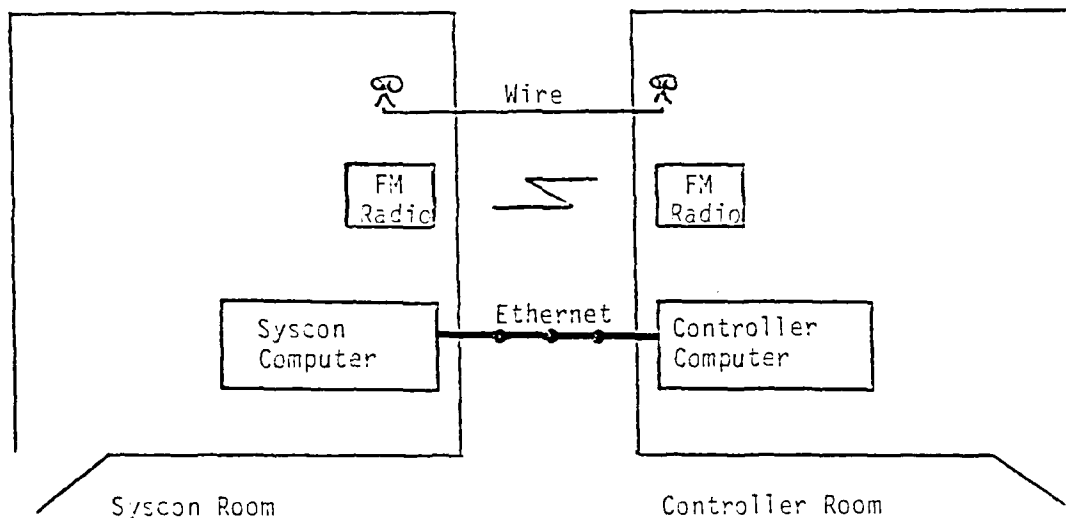 Wire
FM
Radio
FM
Radio
Ethernet
Syscon
Computer
Controller
Computer
Syscon Room
Controller Room